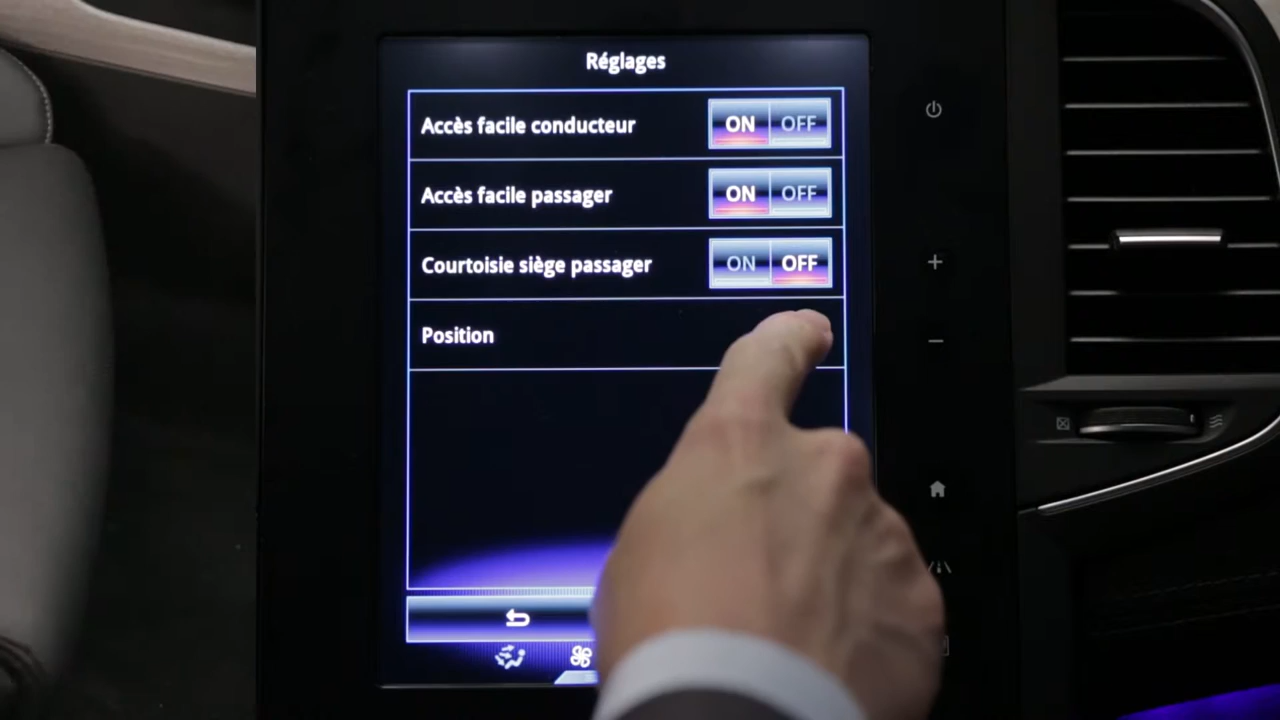 Réglages
Accès facile conducteur ON OFF
Accès facile passager ON OFF
Courtoisie siège passager ON OFF
Position